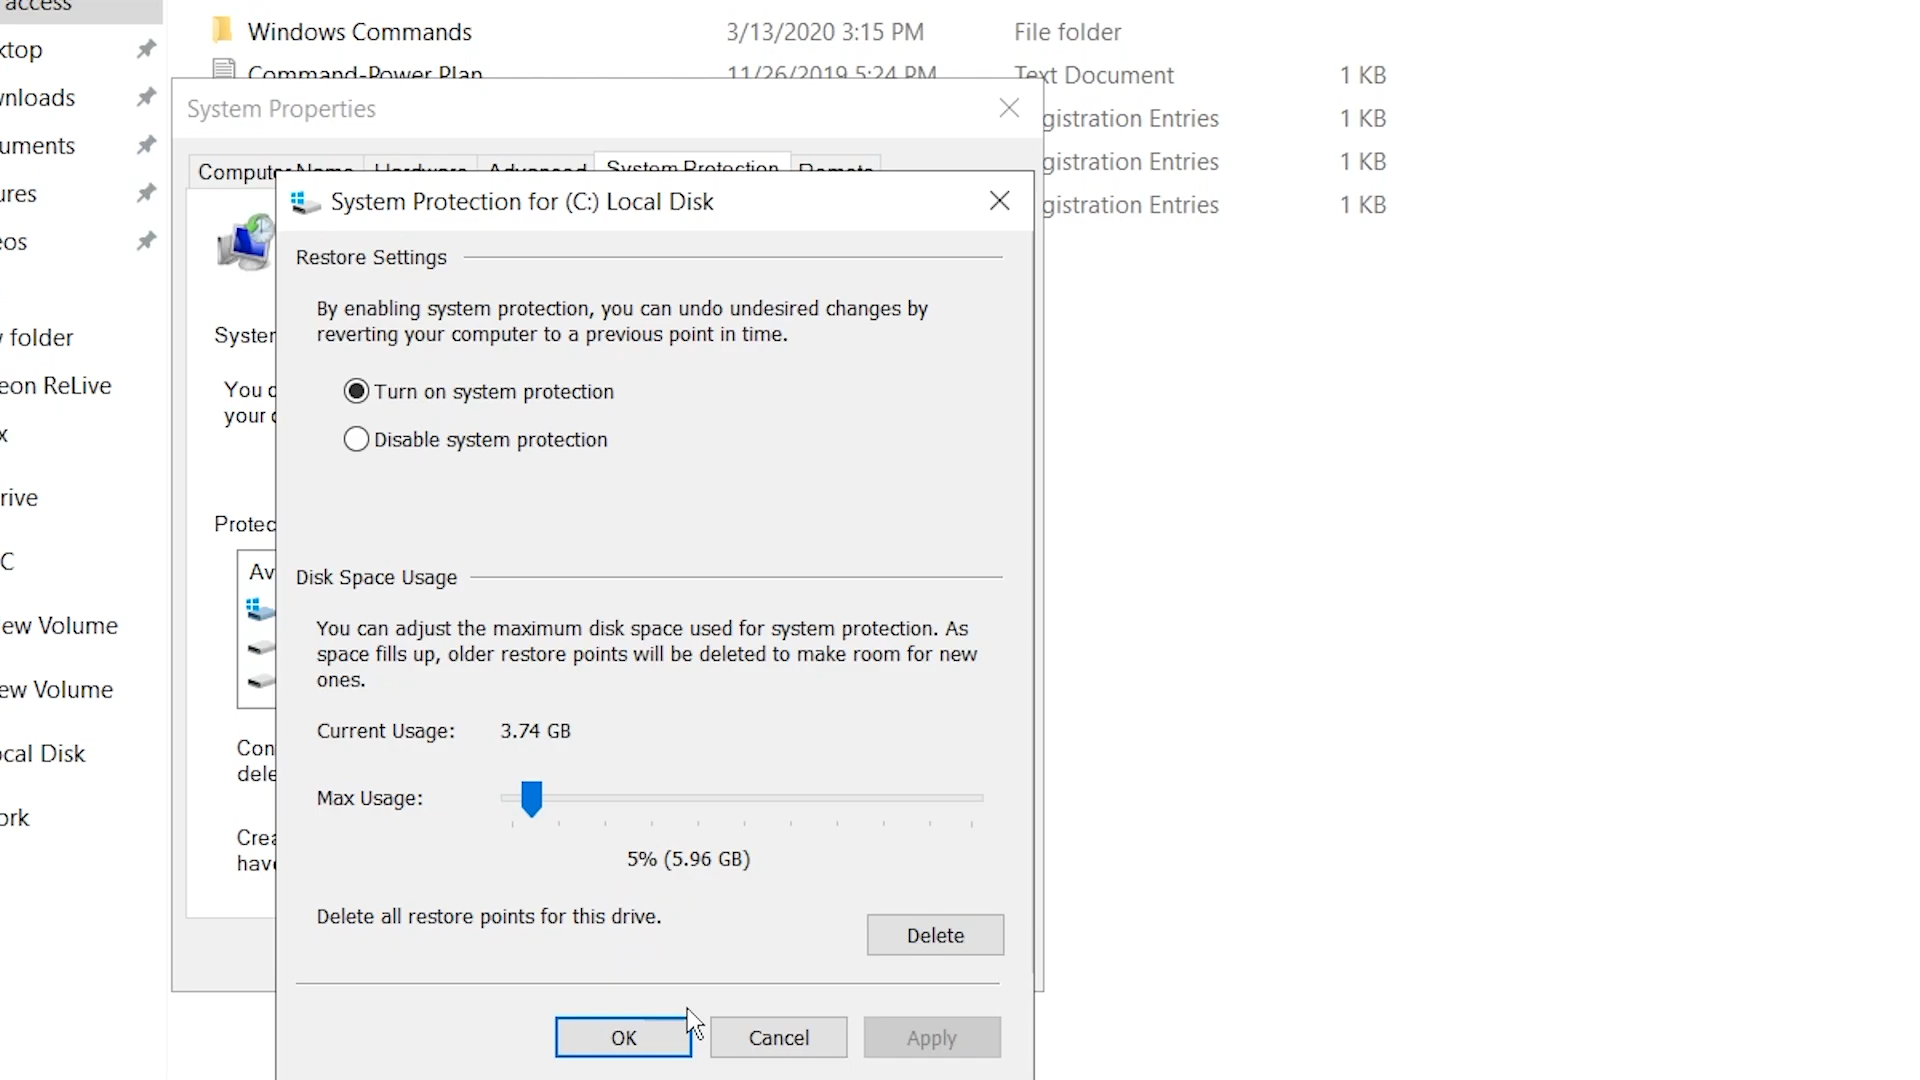 access
Windows Commands 3/13/2020 3:15 PM File folder
ktop
Command-Power Plan 11/26/2019 5:24 PM Text Document 1 KB
wnloads
System Properties
gistration Entries 1 KB
uments
gistration Entries 1 KB
Computer Name Hardware Advanced System Protection Remote
ures
System Protection for (C:) Local Disk
gistration Entries 1 KB
eos
Restore Settings
By enabling system protection, you can undo undesired changes by
reverting your computer to a previous point in time.
w folder
System
eon ReLive
You c
Turn on system protection
your c
x
Disable system protection
rive
Protec
C
Av
Disk Space Usage
ew Volume
You can adjust the maximum disk space used for system protection. As
space fills up, older restore points will be deleted to make room for new
ones.
ew Volume
Current Usage: 3.74 GB
ocal Disk
Con
dele
Max Usage:
ork
Crea
have
5% (5.96 GB)
Delete all restore points for this drive.
Delete
OK Cancel Apply